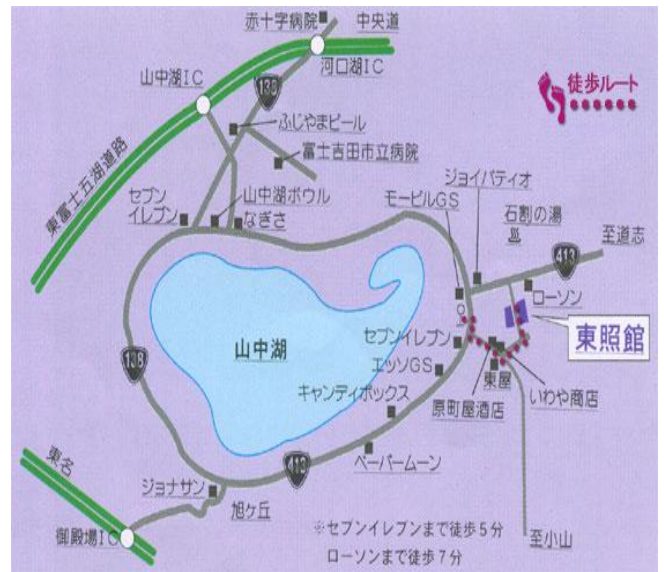 赤十字病院
中央道
河口湖IC
山中湖IC
138
徒歩ルート
ふじやまビール
富士吉田市立病院
東富士五湖道路
セブン
イレブン
山中湖ボウル
なぎさ
ジョイパティオ
モービルGS
石割の湯
至道志
413
ローソン
東照館
山中湖
セブンイレブン
エッソGS
キャンディボックス
東屋
いわや商店
原町屋酒店
138
413
ペーパームーン
東名
ジョナサン
旭ヶ丘
御殿場IC
※セブンイレブンまで徒歩5分
ローソンまで徒歩7分
至小山